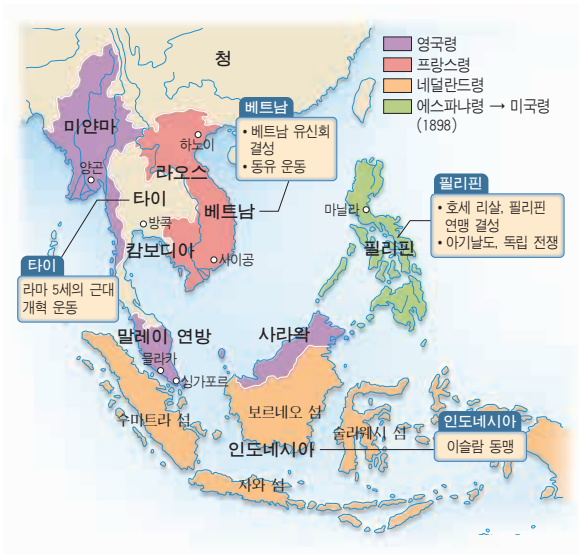 청
영국령
프랑스령
네덜란드령
에스파냐령 → 미국령
(1898)
베트남
• 베트남 유신회
결성
• 동유 운동
미얀마
하노이
양곤
라오스
타이
베트남
방콕
캄보디아
사이공
마닐라
필리핀
필리핀
• 호세 리살, 필리핀
연맹 결성
• 아기날도, 독립 전쟁
타이
라마 5세의 근대
개혁 운동
말레이 연방
사라왁
믈라카
싱가포르
수마트라 섬
보르네오 섬
술라웨시 섬
인도네시아
인도네시아
이슬람 동맹
자와 섬